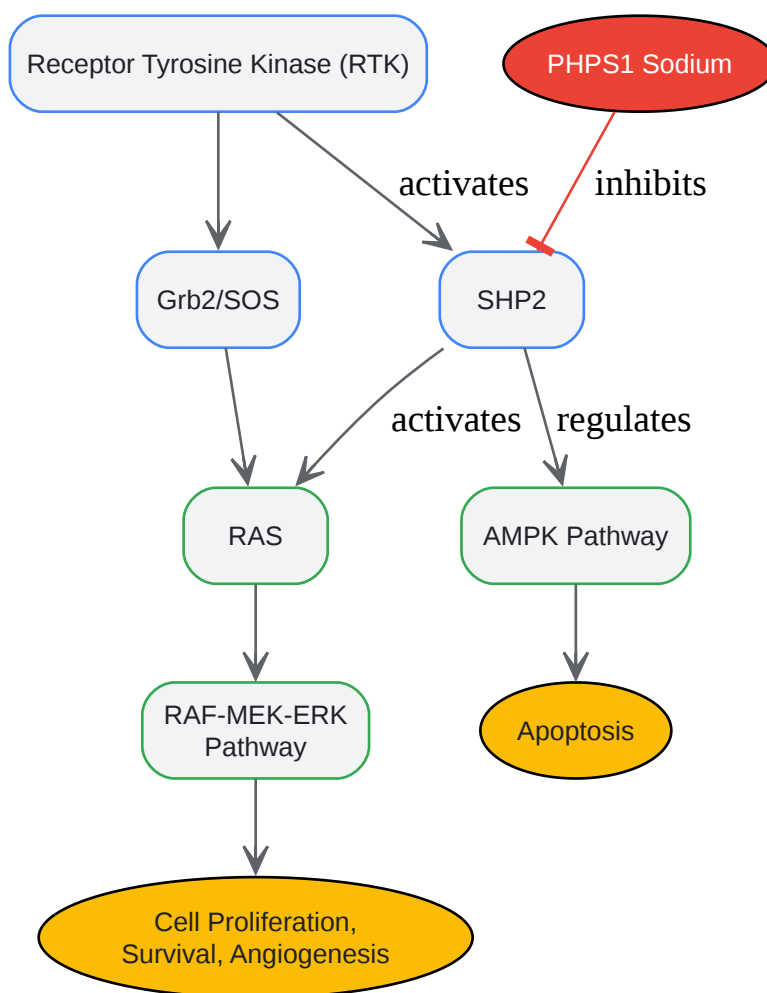 Receptor Tyrosine Kinase (RTK)
PHPS1 Sodium
activates
inhibits
Grb2/SOS
SHP2
activates
regulates
RAS
AMPK Pathway
RAF-MEK-ERK
Pathway
Apoptosis
Cell Proliferation,
Survival, Angiogenesis